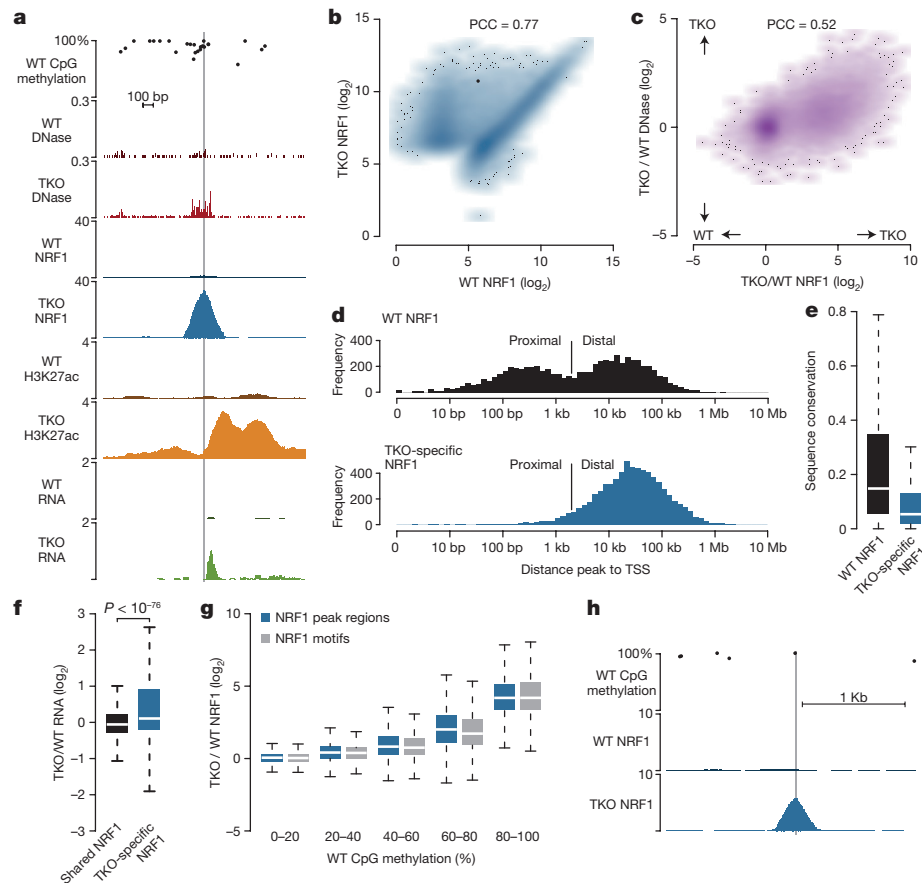 a
100%
WT CpG
methylation
100 bp
0.3
WT
DNase
0.3
TKO
DNase
40
WT
NRF1
40
TKO
NRF1
4
WT
H3K27ac
4
TKO
H3K27ac
2
WT
RNA
2
TKO
RNA
b
PCC = 0.77
TKO NRF1 (log2)
15
10
5
0
0 5 10 15
WT NRF1 (log2)
c
PCC = 0.52
TKO
TKO / WT DNase (log2)
5
0
−5
WT
TKO
−5 0 5 10
TKO/WT NRF1 (log2)
d
WT NRF1
Proximal Distal
Frequency
400
200
0
0 10 bp 100 bp 1 kb 10 kb 100 kb 1 Mb 10 Mb
TKO-specific
NRF1
Proximal Distal
Frequency
400
200
0
0 10 bp 100 bp 1 kb 10 kb 100 kb 1 Mb 10 Mb
Distance peak to TSS
e
Sequence conservation
0.8
0.6
0.4
0.2
0
WT NRF1
TKO-specific
NRF1
f
P < 10−76
TKO/WT RNA (log2)
3
2
1
0
−1
−2
−3
Shared NRF1
TKO-specific
NRF1
g
NRF1 peak regions
NRF1 motifs
TKO / WT NRF1 (log2)
10
5
0
−5
0–20 20–40 40–60 60–80 80–100
WT CpG methylation (%)
h
100%
WT CpG
methylation
1 Kb
10
WT NRF1
10
TKO NRF1